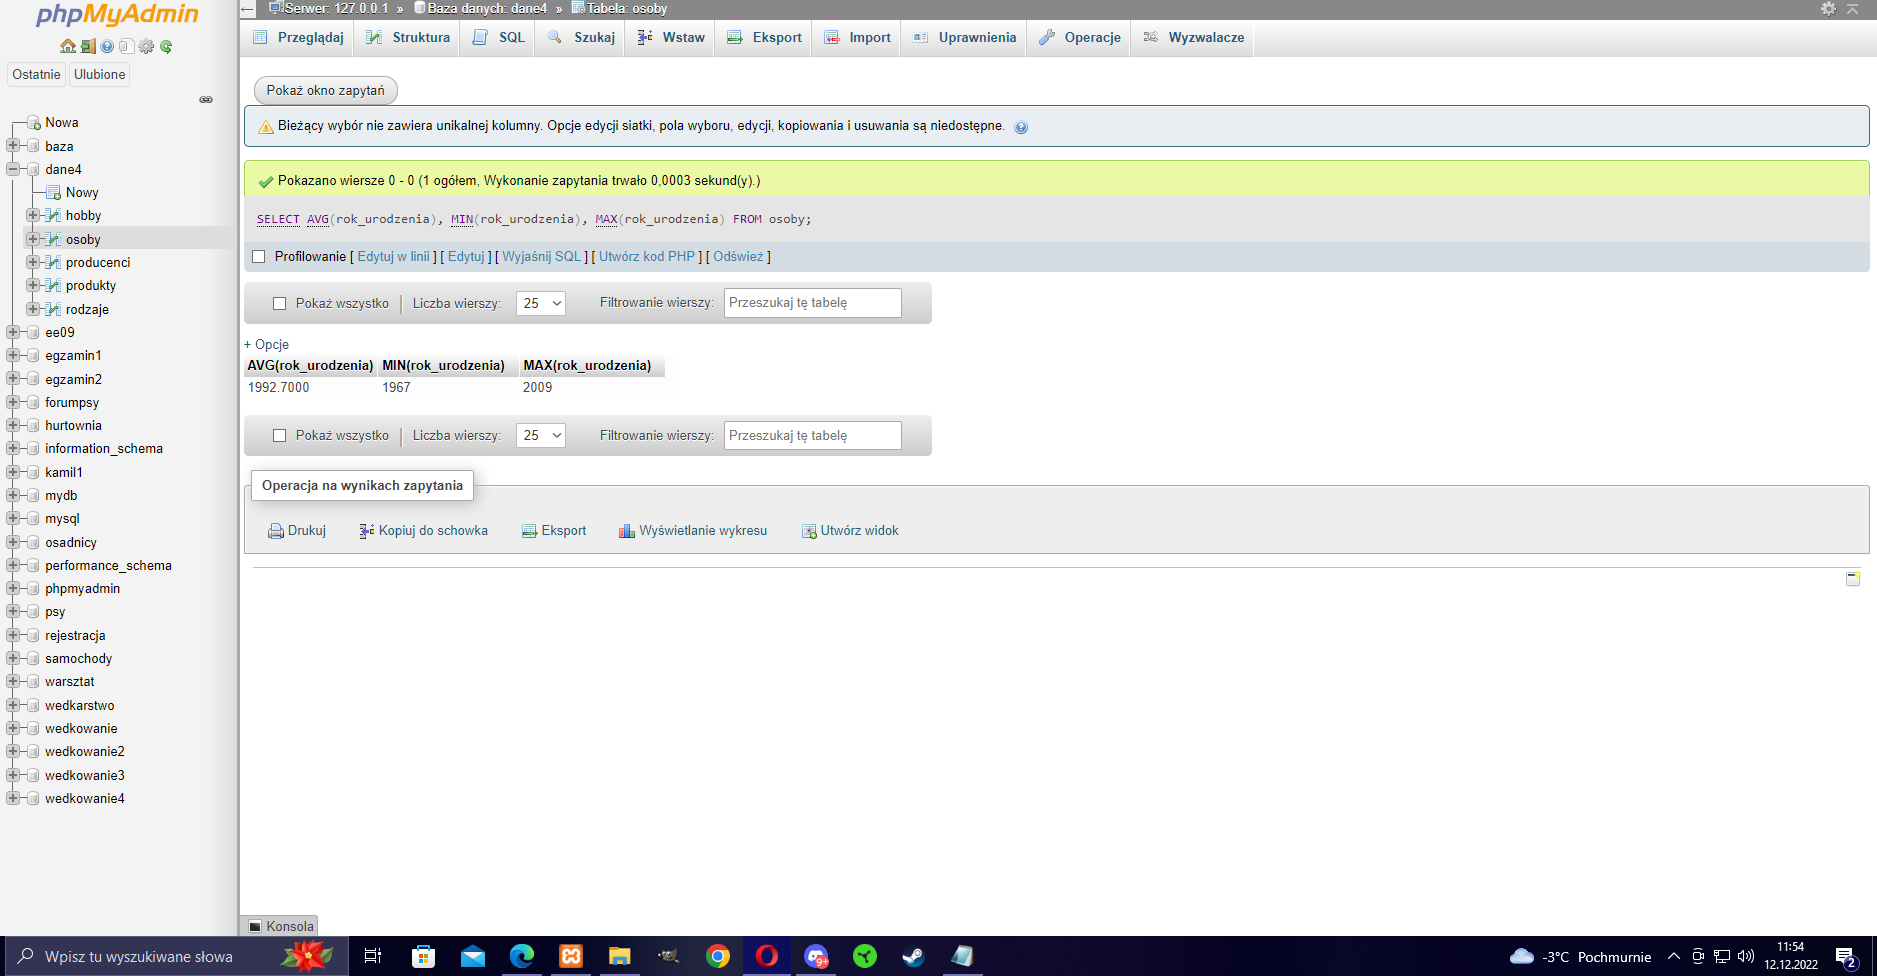 phpMyAdmin
Ostatnie Ulubione
Nowa
baza
dane4
Nowy
hobby
osoby
producenci
produkty
rodzaje
ee09
egzamin1
egzamin2
forumpsy
hurtownia
information_schema
kamil1
mydb
mysql
osadnicy
performance_schema
phpmyadmin
psy
rejestracja
samochody
warsztat
wedkarstwo
wedkowanie
wedkowanie2
wedkowanie3
wedkowanie4
Serwer: 127.0.0.1 » Baza danych: dane4 » Tabela: osoby
Przeglądaj Struktura SQL Szukaj Wstaw Eksport Import Uprawnienia Operacje Wyzwalacze
Pokaż okno zapytań
Bieżący wybór nie zawiera unikalnej kolumny. Opcje edycji siatki, pola wyboru, edycji, kopiowania i usuwania są niedostępne.
Pokazano wiersze 0 - 0 (1 ogółem, Wykonanie zapytania trwało 0,0003 sekund(y).)
SELECT AVG(rok_urodzenia), MIN(rok_urodzenia), MAX(rok_urodzenia) FROM osoby;
Profilowanie [ Edytuj w linii ] [ Edytuj ] [ Wyjaśnij SQL ] [ Utwórz kod PHP ] [ Odśwież ]
Pokaż wszystko Liczba wierszy: 25 Filtrowanie wierszy: Przeszukaj tę tabelę
+ Opcje
AVG(rok_urodzenia) MIN(rok_urodzenia) MAX(rok_urodzenia)
1992.7000 1967 2009
Pokaż wszystko Liczba wierszy: 25 Filtrowanie wierszy: Przeszukaj tę tabelę
Operacja na wynikach zapytania
Drukuj Kopiuj do schowka Eksport Wyświetlanie wykresu Utwórz widok
Konsola
Wpisz tu wyszukiwane słowa
9+
-3°C Pochmurnie
11:54
12.12.2022
2